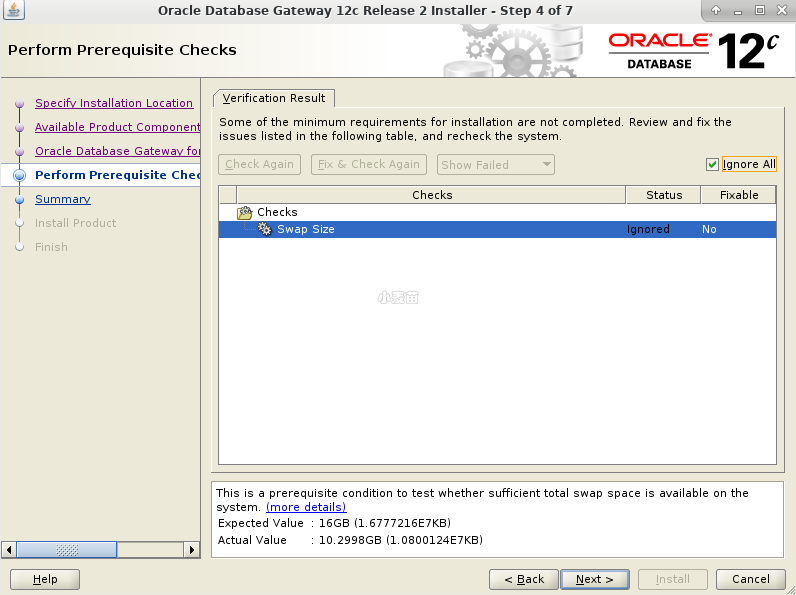 Oracle Database Gateway 12c Release 2 Installer - Step 4 of 7
Perform Prerequisite Checks
ORACLE
DATABASE
12c
Specify Installation Location
Available Product Component
Oracle Database Gateway for
Perform Prerequisite Chec
Summary
Install Product
Finish
Verification Result
Some of the minimum requirements for installation are not completed. Review and fix the
issues listed in the following table, and recheck the system.
Check Again
Fix & Check Again
Show Failed
Ignore All
Checks Status Fixable
Checks
Swap Size Ignored No
小麦苗
This is a prerequisite condition to test whether sufficient total swap space is available on the
system. (more details)
Expected Value : 16GB (1.6777216E7KB)
Actual Value : 10.2998GB (1.0800124E7KB)
Help
< Back
Next >
Install
Cancel